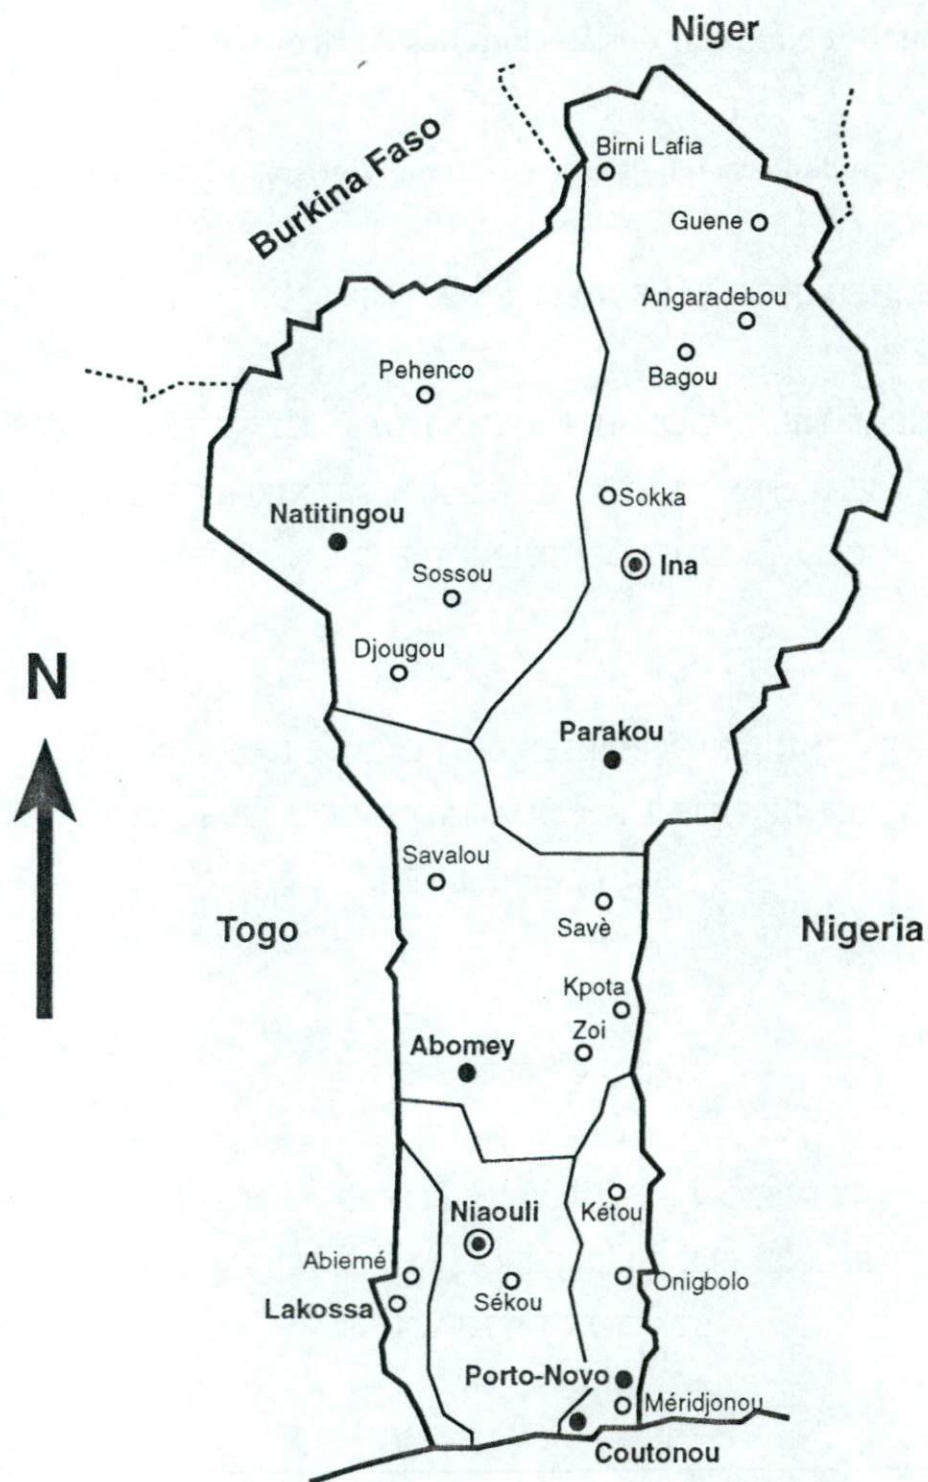 Niger
Burkina Faso
Birni Lafia
Guene
Angaradebou
Bagou
Pehenco
Sokka
Natitingou
Ina
Sossou
Djougou
N
Parakou
Savalou
Savè
Togo
Nigeria
Kpota
Zoi
Abomey
Kétou
Niaouli
Abiemé
Onigbolo
Sékou
Lakossa
Porto-Novo
Méridjonou
Coutonou